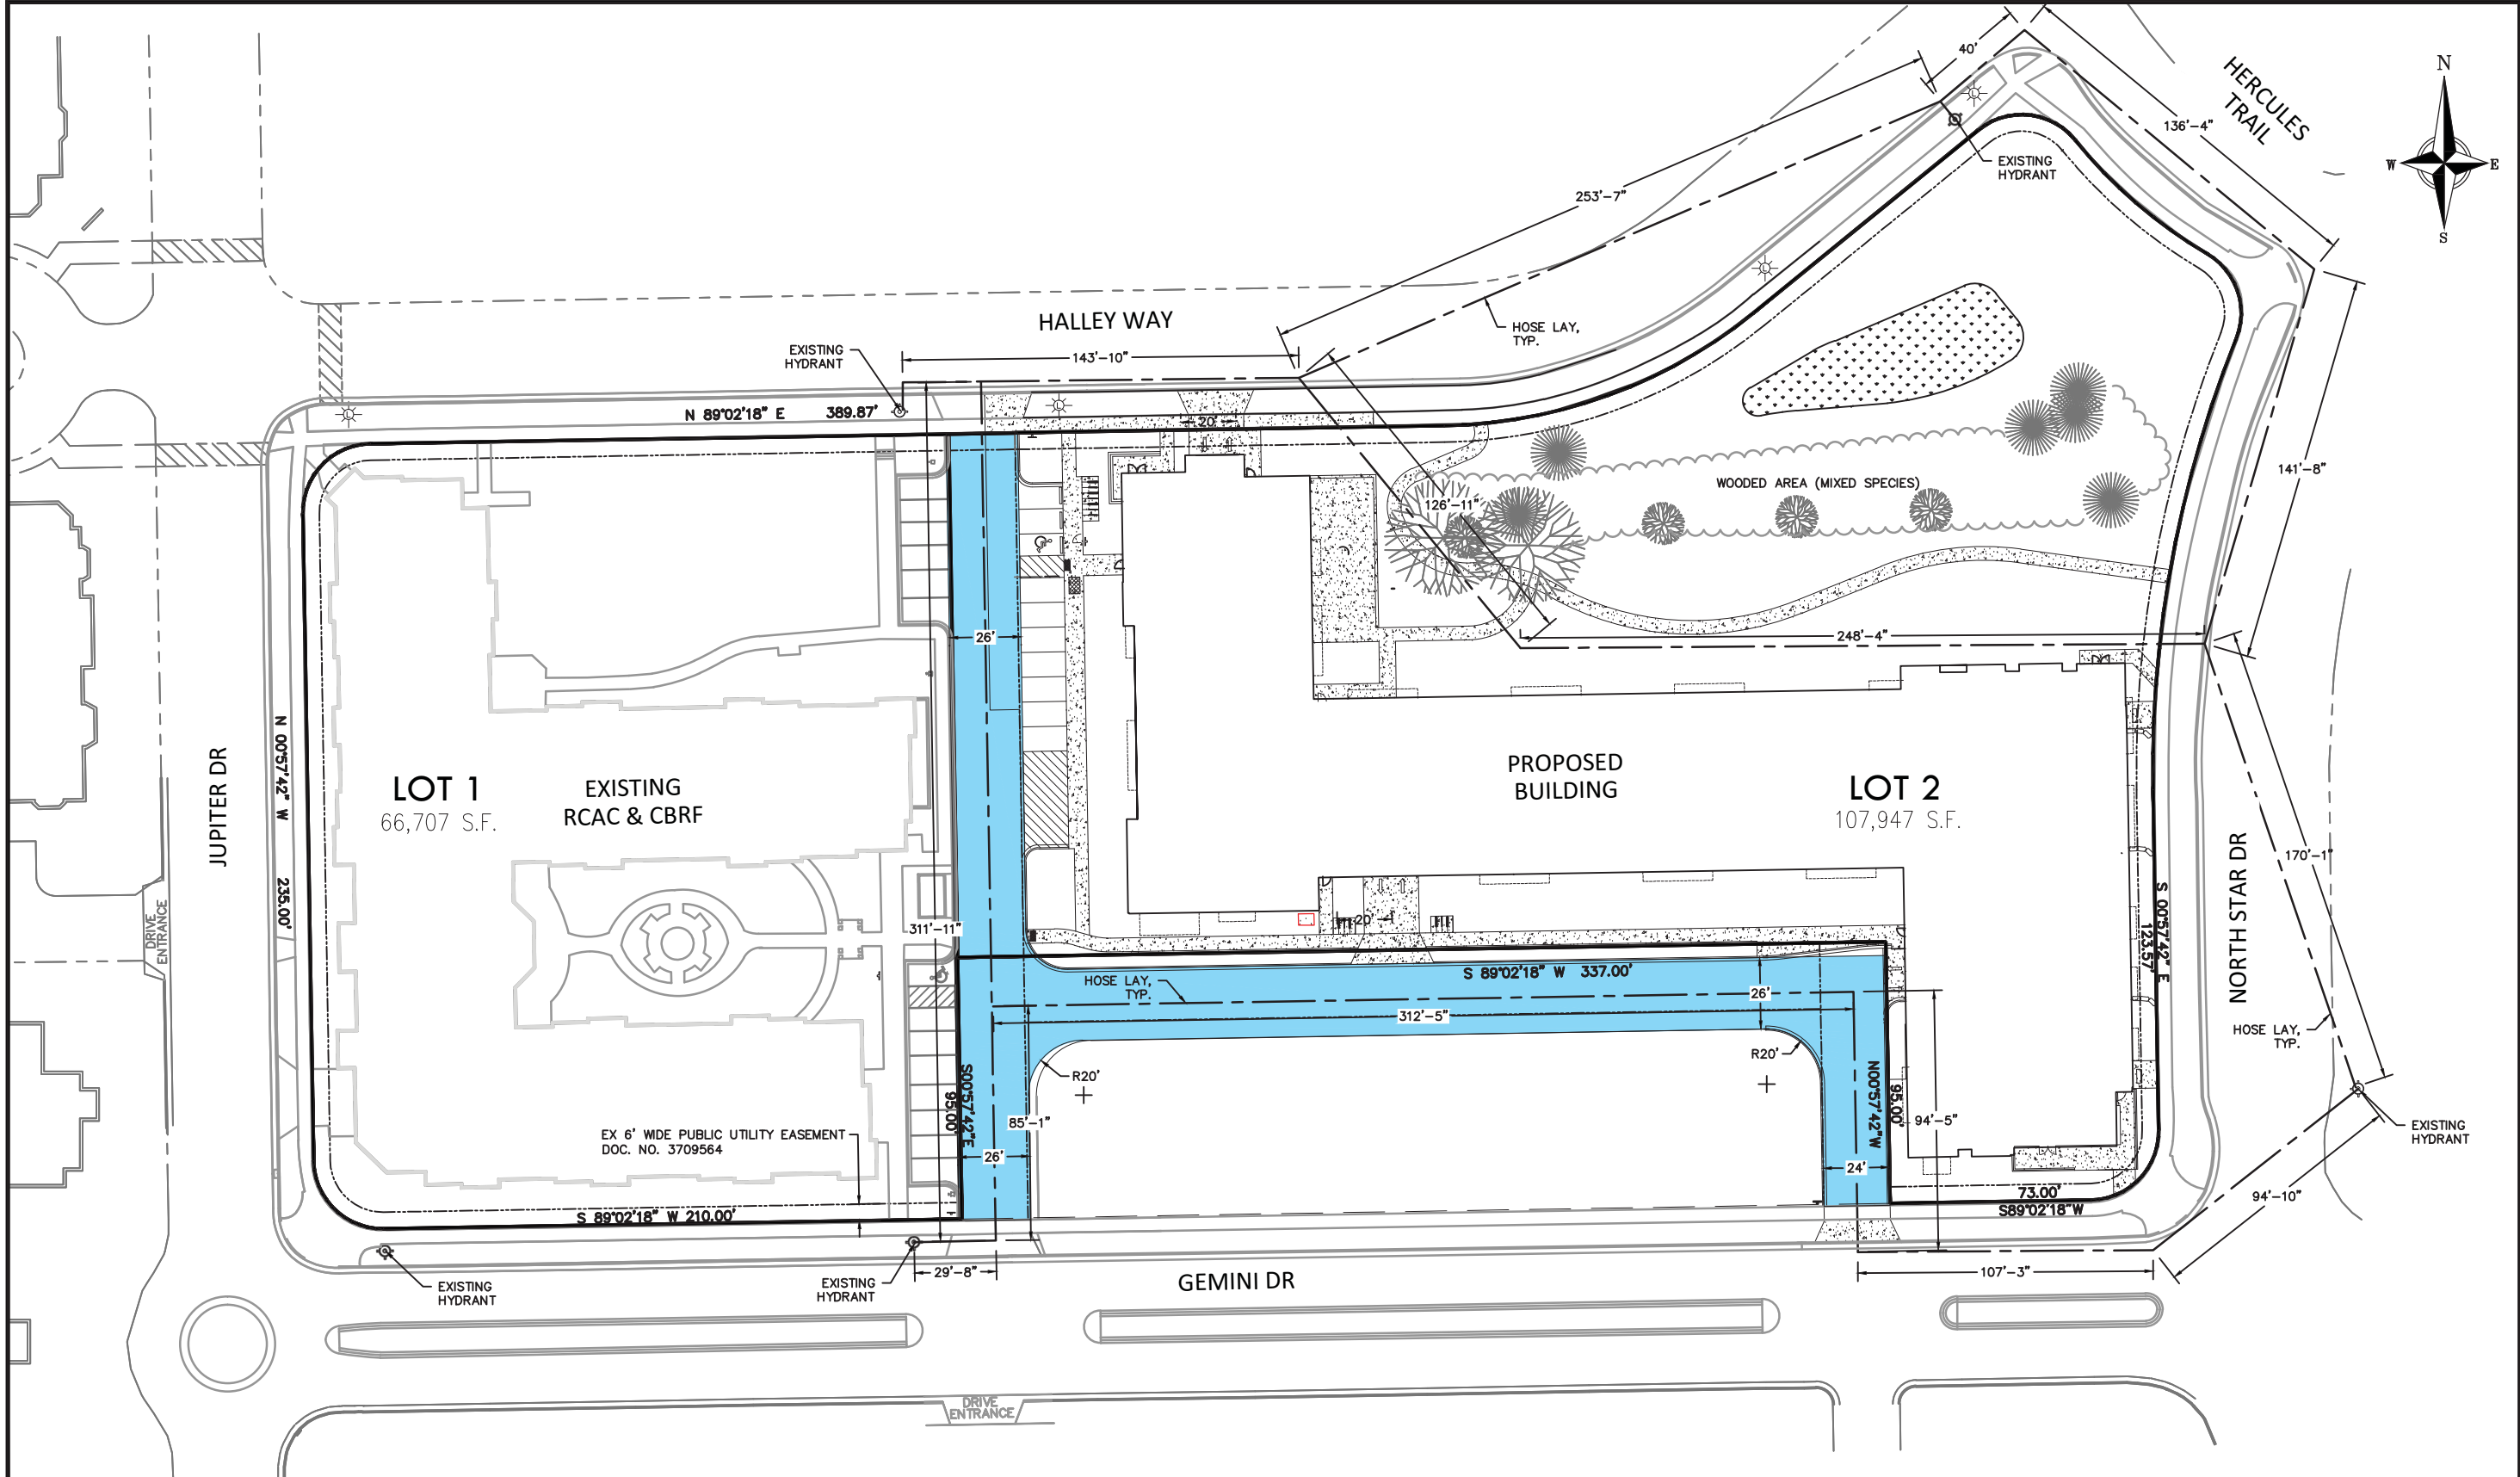 40'
N
HERCULES
TRAIL
136'-4"
W
E
S
EXISTING
HYDRANT
253'-7"
HALLEY WAY
HOSE LAY,
TYP.
EXISTING
HYDRANT
143'-10"
N 89°02'18" E 389.87'
20'
141'-8"
WOODED AREA (MIXED SPECIES)
126'-11"
26'
248'-4"
N 00°57'42" W 235.00'
JUPITER DR
LOT 1
66,707 S.F.
EXISTING
RCAC & CBRF
PROPOSED
BUILDING
LOT 2
107,947 S.F.
170'-1"
NORTH STAR DR
S 00°57'42" E
123.57'
DRIVE
ENTRANCE
311'-11"
20'
S 89°02'18" W 337.00'
HOSE LAY,
TYP.
26'
312'-5"
HOSE LAY,
TYP.
R20'
R20'
S00°57'42"E
95.00'
85'-1"
N00°57'42"W
95.00'
94'-5"
EX 6' WIDE PUBLIC UTILITY EASEMENT
DOC. NO. 3709564
EXISTING
HYDRANT
26'
24'
73.00'
S89°02'18"W
94'-10"
S 89°02'18" W 210.00'
EXISTING
HYDRANT
EXISTING
HYDRANT
29'-8"
GEMINI DR
107'-3"
DRIVE
ENTRANCE